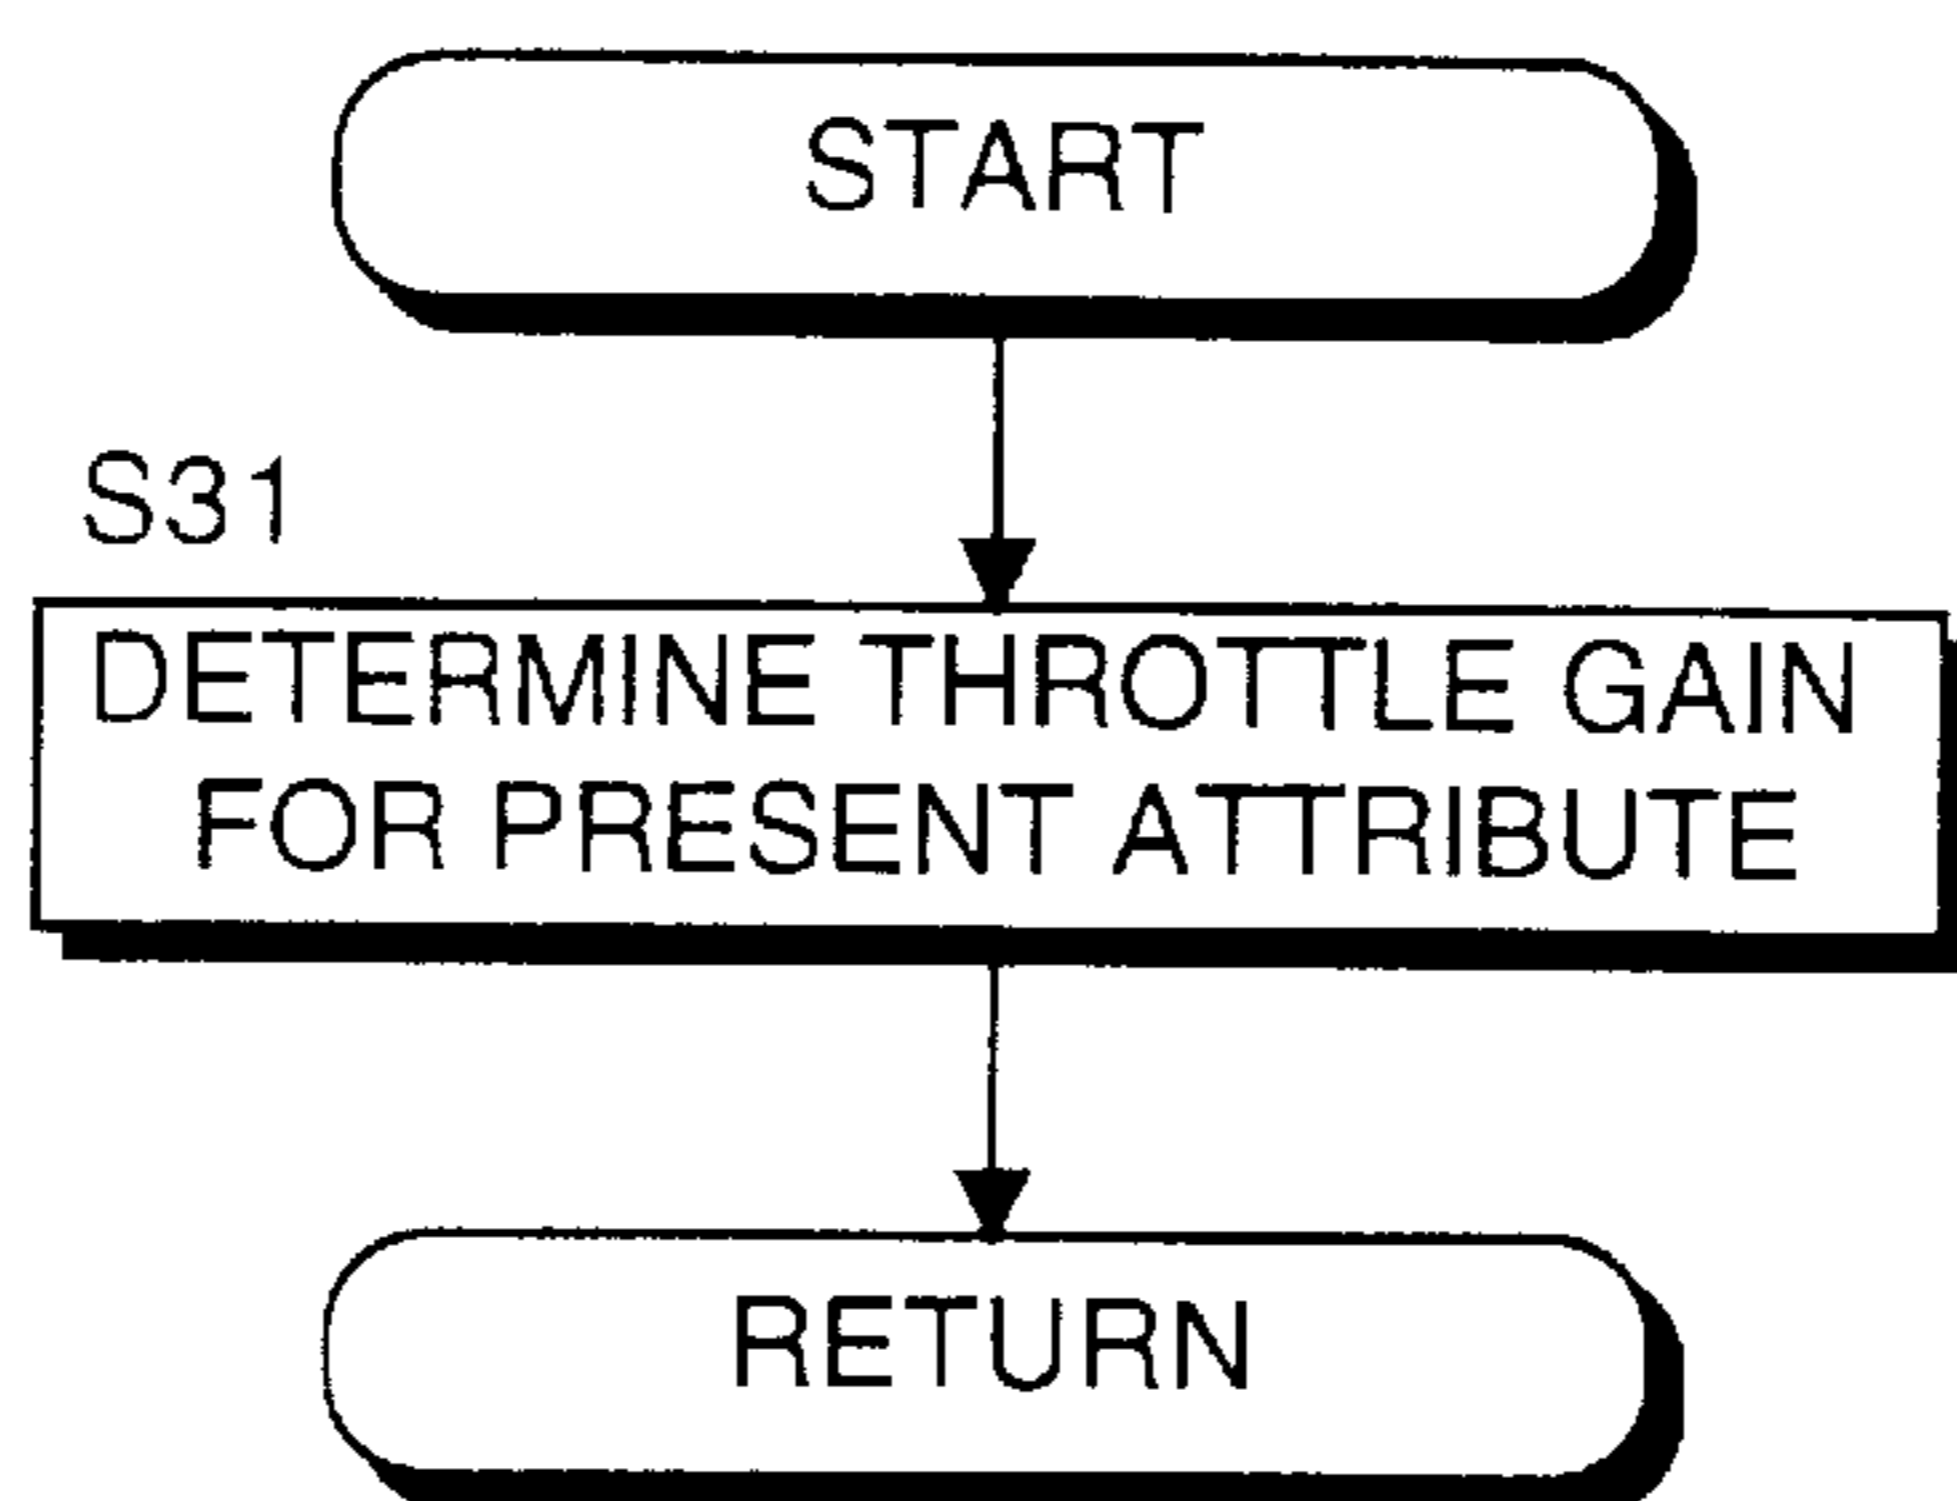 START
S31
DETERMINE THROTTLE GAIN
FOR PRESENT ATTRIBUTE
RETURN